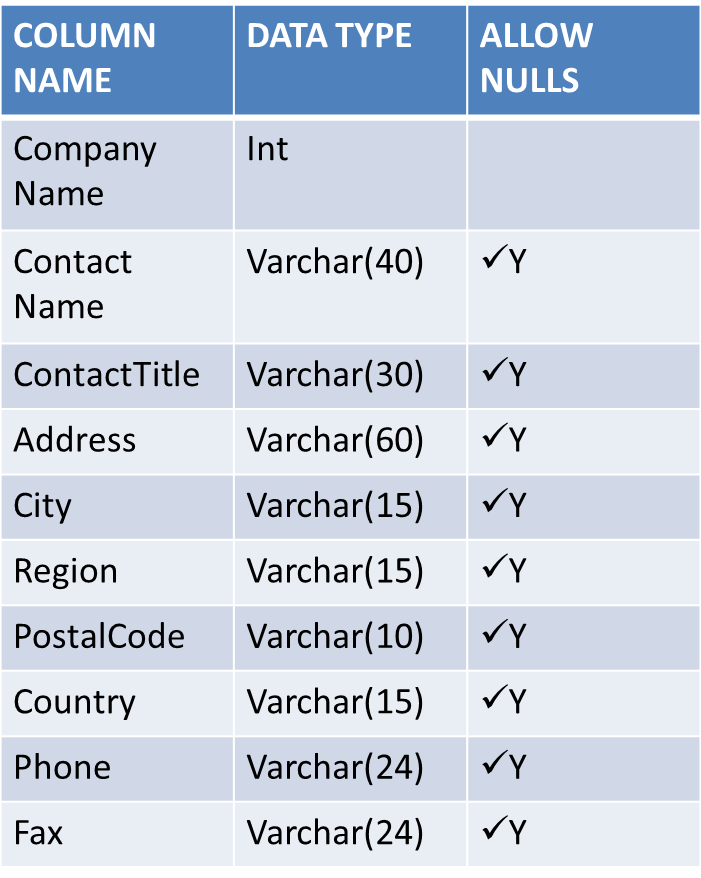 COLUMN NAME DATA TYPE ALLOW NULLS
Company Name Int
Contact Name Varchar(40) ✓Y
ContactTitle Varchar(30) ✓Y
Address Varchar(60) ✓Y
City Varchar(15) ✓Y
Region Varchar(15) ✓Y
PostalCode Varchar(10) ✓Y
Country Varchar(15) ✓Y
Phone Varchar(24) ✓Y
Fax Varchar(24) ✓Y